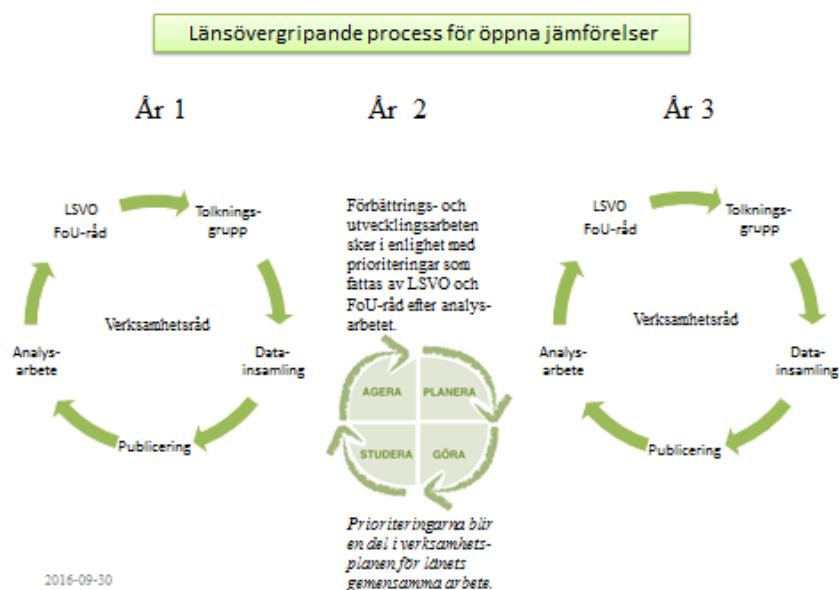 Länsövergripande process för öppna jämförelser
År 1
År 2
År 3
LSVO
FoU-råd
Tolknings-
grupp
Verksamhetsråd
Data-
insamling
Publicering
Analys-
arbete
Förbättrings- och
utvecklingsarbeten
sker i enlighet med
prioriteringar som
fattas av LSVO och
FoU-råd efter analys-
arbetet.
AGERA
PLANERA
STUDERA
GÖRA
Prioriteringarna blir
en del i verksamhets-
planen för länets
gemensamma arbete.
LSVO
FoU-råd
Tolknings-
grupp
Verksamhetsråd
Data-
insamling
Publicering
Analys-
arbete
2016-09-30